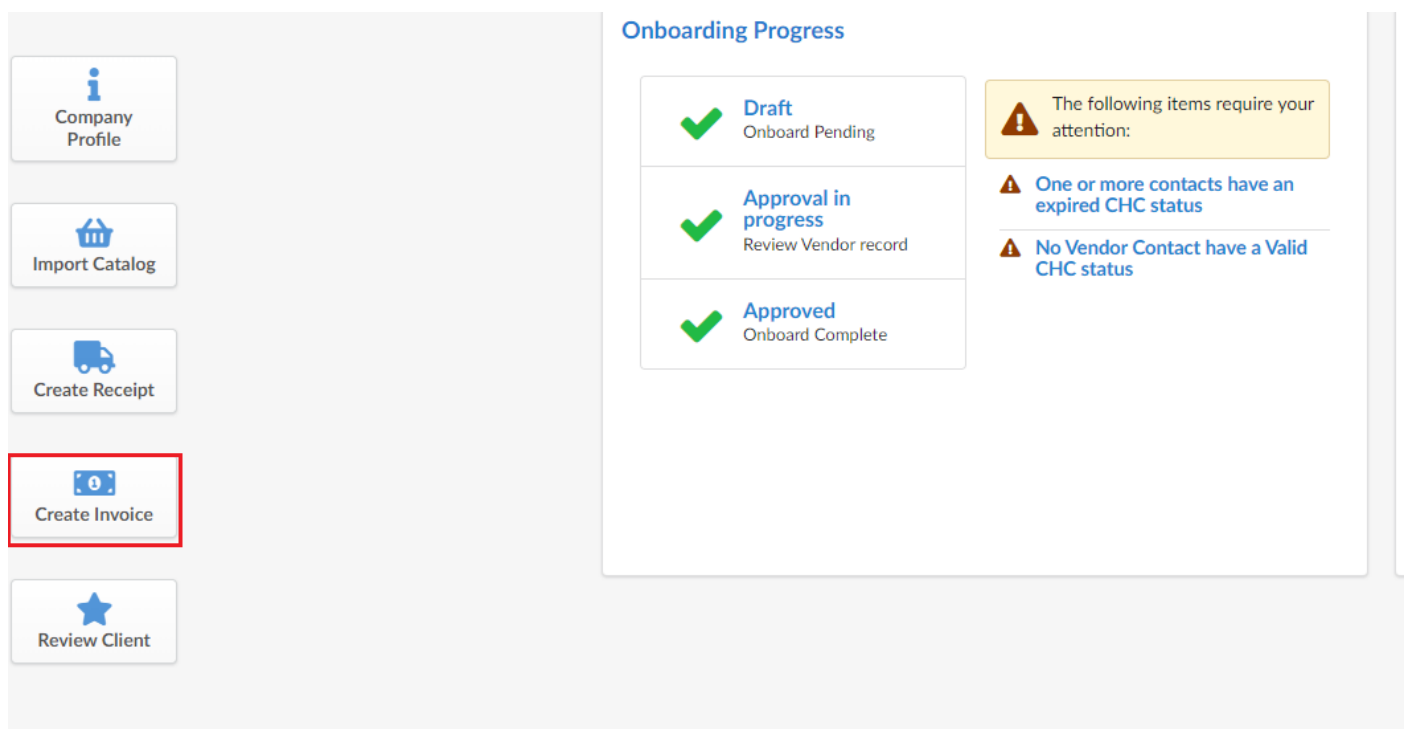 Company
Profile
Import Catalog
Create Receipt
Create Invoice
Review Client
Onboarding Progress
Draft
Onboard Pending
Approval in
progress
Review Vendor record
Approved
Onboard Complete
The following items require your
attention:
One or more contacts have an
expired CHC status
No Vendor Contact have a Valid
CHC status